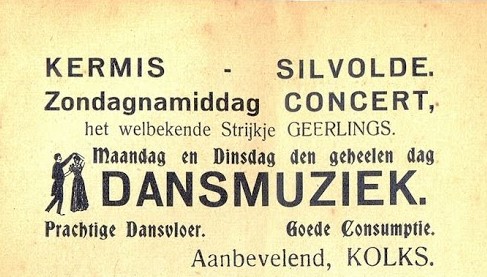 KERMIS - SILVOLDE.
Zondagnamiddag CONCERT,
het welbekende Strijkje GEERLINGS.
Maandag en Dinsdag den geheelen dag
DANSMUZIEK.
Prachtige Dansvloer. Goede Consumptie.
Aanbevelend, KOLKS.